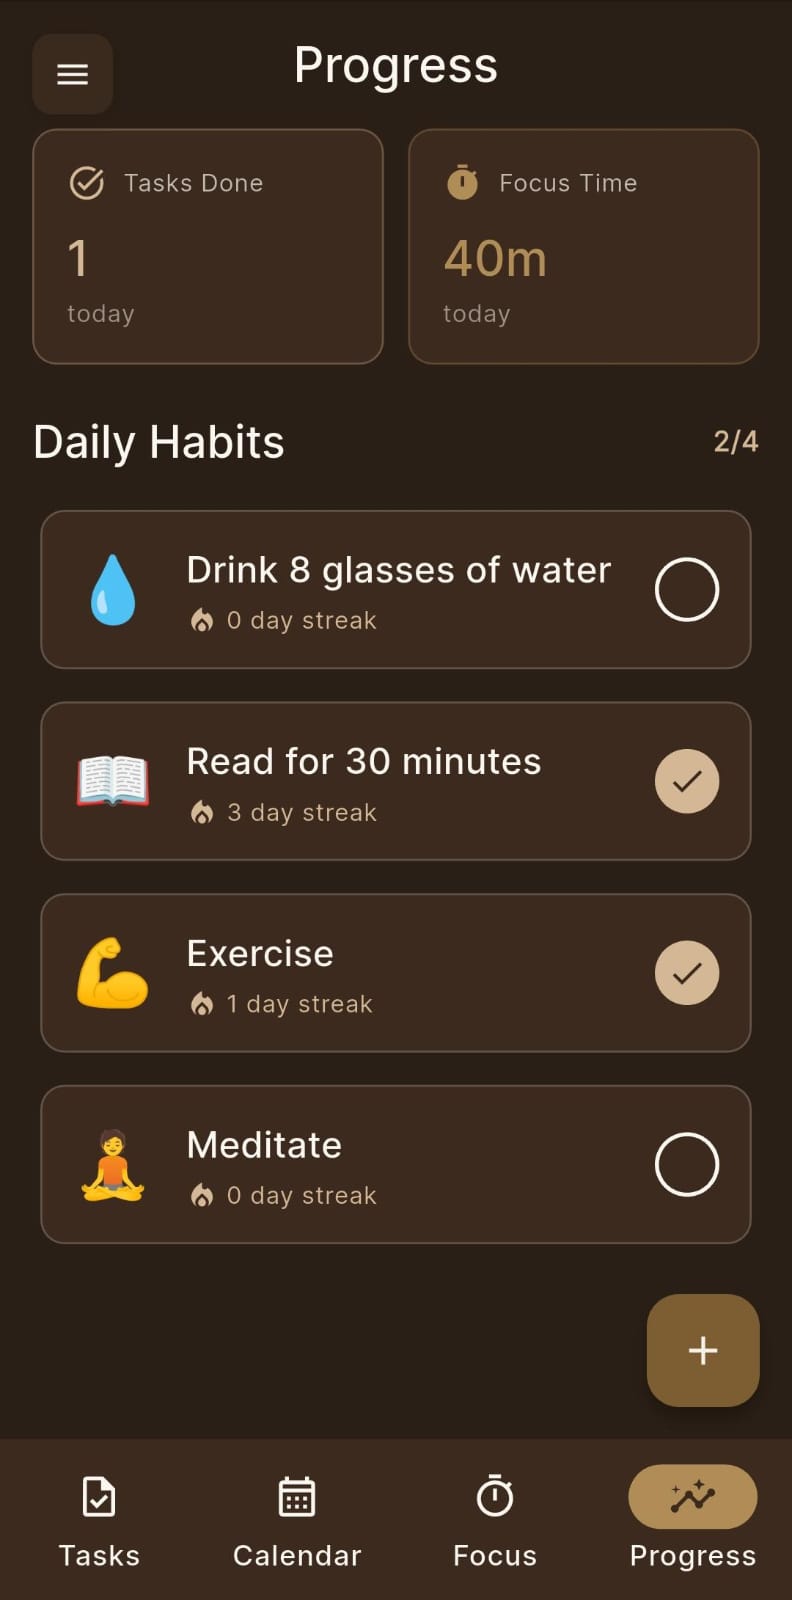 Progress
Tasks Done
1
today
Focus Time
40m
today
Daily Habits
2/4
Drink 8 glasses of water
0 day streak
Read for 30 minutes
3 day streak
Exercise
1 day streak
Meditate
0 day streak
Tasks
Calendar
Focus
Progress